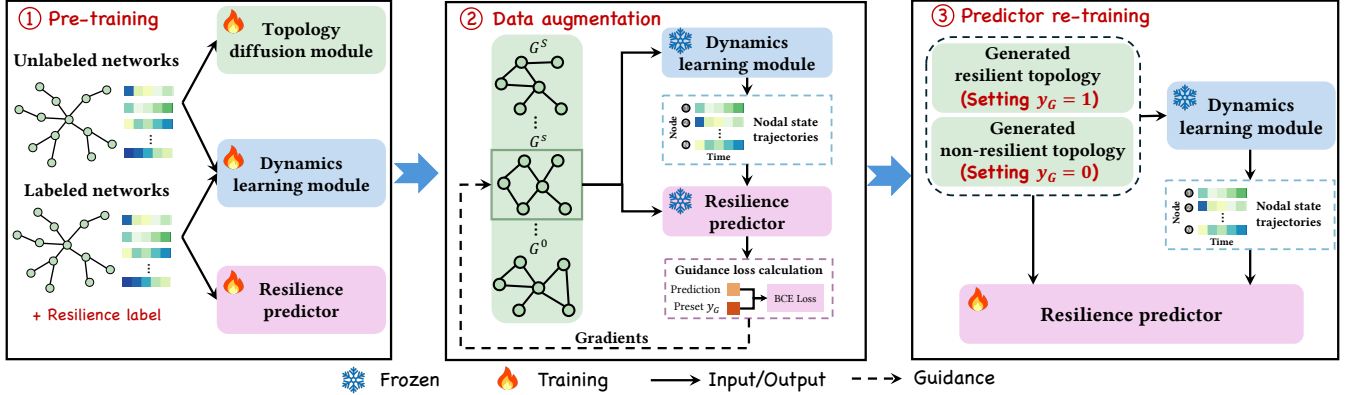 ① Pre-training
Unlabeled networks
Labeled networks
+ Resilience label
Topology
diffusion module
Dynamics
learning module
Resilience
predictor
② Data augmentation
G^S
G^S
G^0
Dynamics
learning module
Node
Time
Nodal state
trajectories
Resilience
predictor
Guidance loss calculation
Prediction
Preset y_G
BCE Loss
Gradients
③ Predictor re-training
Generated
resilient topology
(Setting y_G = 1)
Generated
non-resilient topology
(Setting y_G = 0)
Dynamics
learning module
Node
Time
Nodal state
trajectories
Resilience predictor
Frozen
Training
Input/Output
Guidance